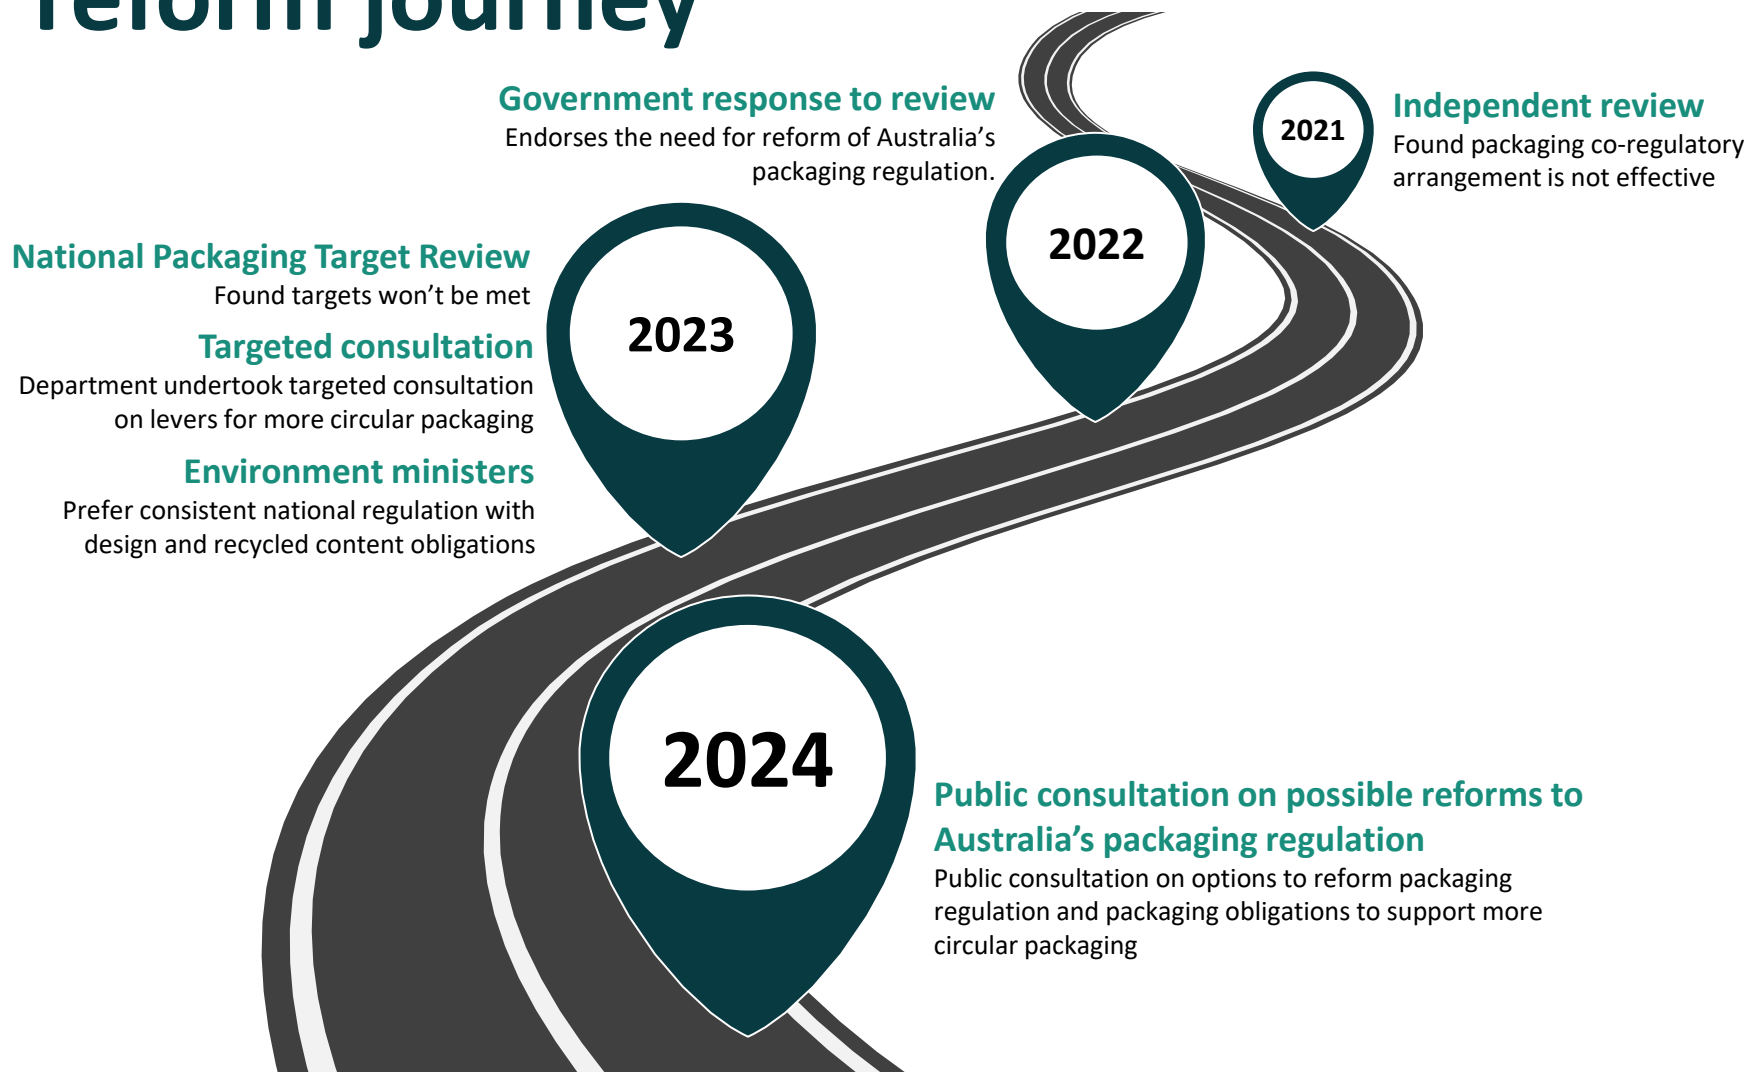 reform journey
Government response to review
Endorses the need for reform of Australia’s
packaging regulation.
2021
Independent review
Found packaging co-regulatory
arrangement is not effective
2022
National Packaging Target Review
Found targets won’t be met
Targeted consultation
Department undertook targeted consultation
on levers for more circular packaging
Environment ministers
Prefer consistent national regulation with
design and recycled content obligations
2023
2024
Public consultation on possible reforms to
Australia’s packaging regulation
Public consultation on options to reform packaging
regulation and packaging obligations to support more
circular packaging